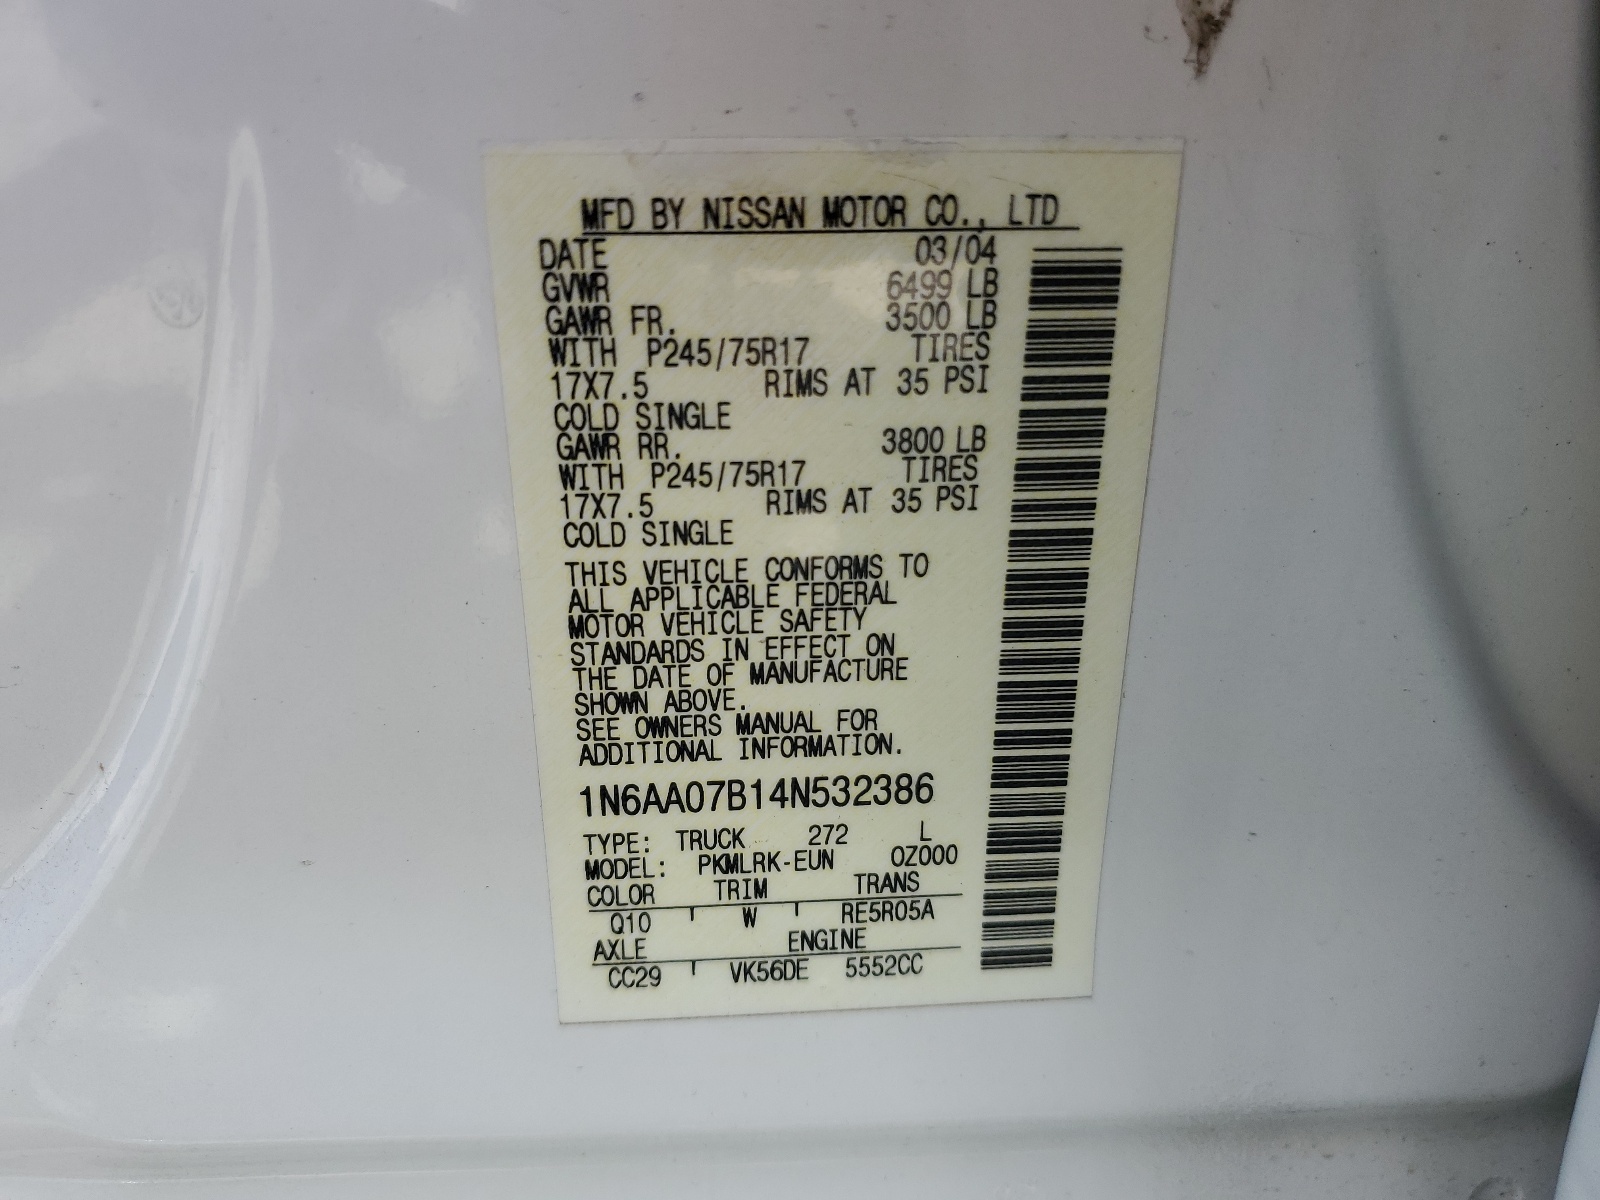 MFD BY NISSAN MOTOR CO., LTD
DATE 03/04
GVWR 6499 LB
GAWR FR. 3500 LB
WITH P245/75R17 TIRES
17X7.5 RIMS AT 35 PSI
COLD SINGLE
GAWR RR. 3800 LB
WITH P245/75R17 TIRES
17X7.5 RIMS AT 35 PSI
COLD SINGLE
THIS VEHICLE CONFORMS TO
ALL APPLICABLE FEDERAL
MOTOR VEHICLE SAFETY
STANDARDS IN EFFECT ON
THE DATE OF MANUFACTURE
SHOWN ABOVE.
SEE OWNERS MANUAL FOR
ADDITIONAL INFORMATION.
1N6AA07B14N532386
TYPE: TRUCK 272 L
MODEL: PKMLRK-EUN 0Z000
COLOR TRIM TRANS
Q10 W RE5R05A
AXLE ENGINE
CC29 VK56DE 5552CC